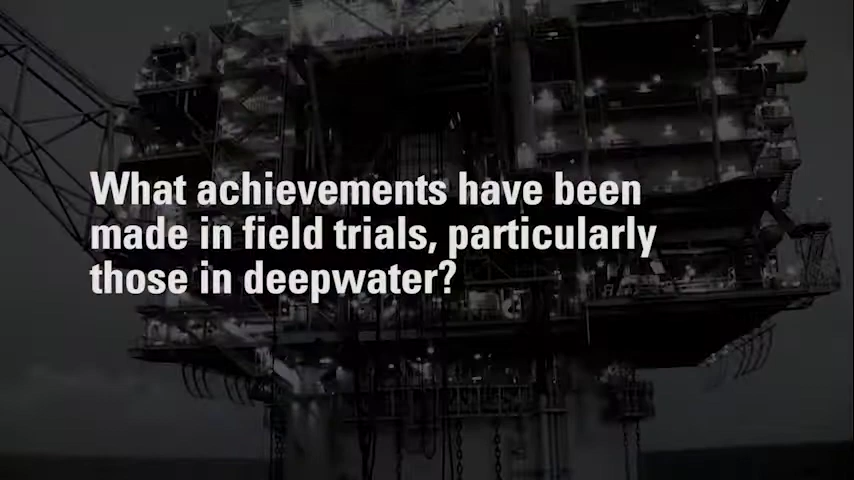 What achievements have been
made in field trials, particularly
those in deepwater?